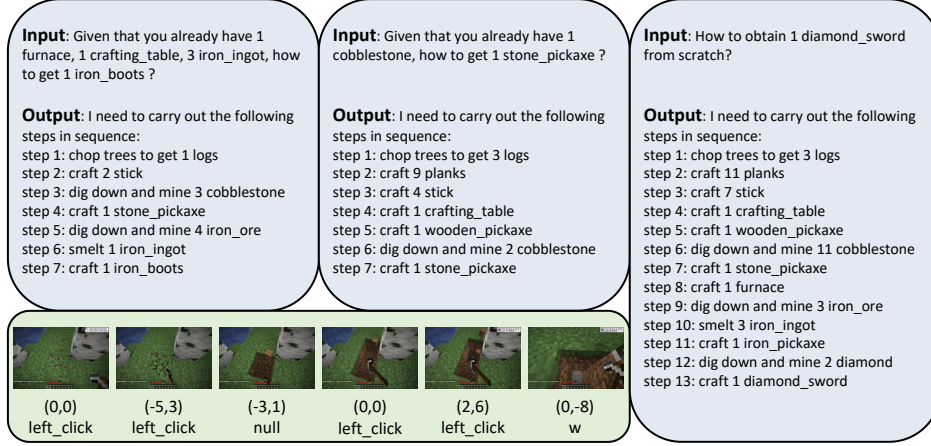 Input: Given that you already have 1
furnace, 1 crafting_table, 3 iron_ingot, how
to get 1 iron_boots ?
Output: I need to carry out the following
steps in sequence:
step 1: chop trees to get 1 logs
step 2: craft 2 stick
step 3: dig down and mine 3 cobblestone
step 4: craft 1 stone_pickaxe
step 5: dig down and mine 4 iron_ore
step 6: smelt 1 iron_ingot
step 7: craft 1 iron_boots
Input: Given that you already have 1
cobblestone, how to get 1 stone_pickaxe ?
Output: I need to carry out the following
steps in sequence:
step 1: chop trees to get 3 logs
step 2: craft 9 planks
step 3: craft 4 stick
step 4: craft 1 crafting_table
step 5: craft 1 wooden_pickaxe
step 6: dig down and mine 2 cobblestone
step 7: craft 1 stone_pickaxe
Input: How to obtain 1 diamond_sword
from scratch?
Output: I need to carry out the following
steps in sequence:
step 1: chop trees to get 3 logs
step 2: craft 11 planks
step 3: craft 7 stick
step 4: craft 1 crafting_table
step 5: craft 1 wooden_pickaxe
step 6: dig down and mine 11 cobblestone
step 7: craft 1 stone_pickaxe
step 8: craft 1 furnace
step 9: dig down and mine 3 iron_ore
step 10: smelt 3 iron_ingot
step 11: craft 1 iron_pickaxe
step 12: dig down and mine 2 diamond
step 13: craft 1 diamond_sword
(0,0) (-5,3) (-3,1) (0,0) (2,6) (0,-8)
left_click left_click null left_click left_click w